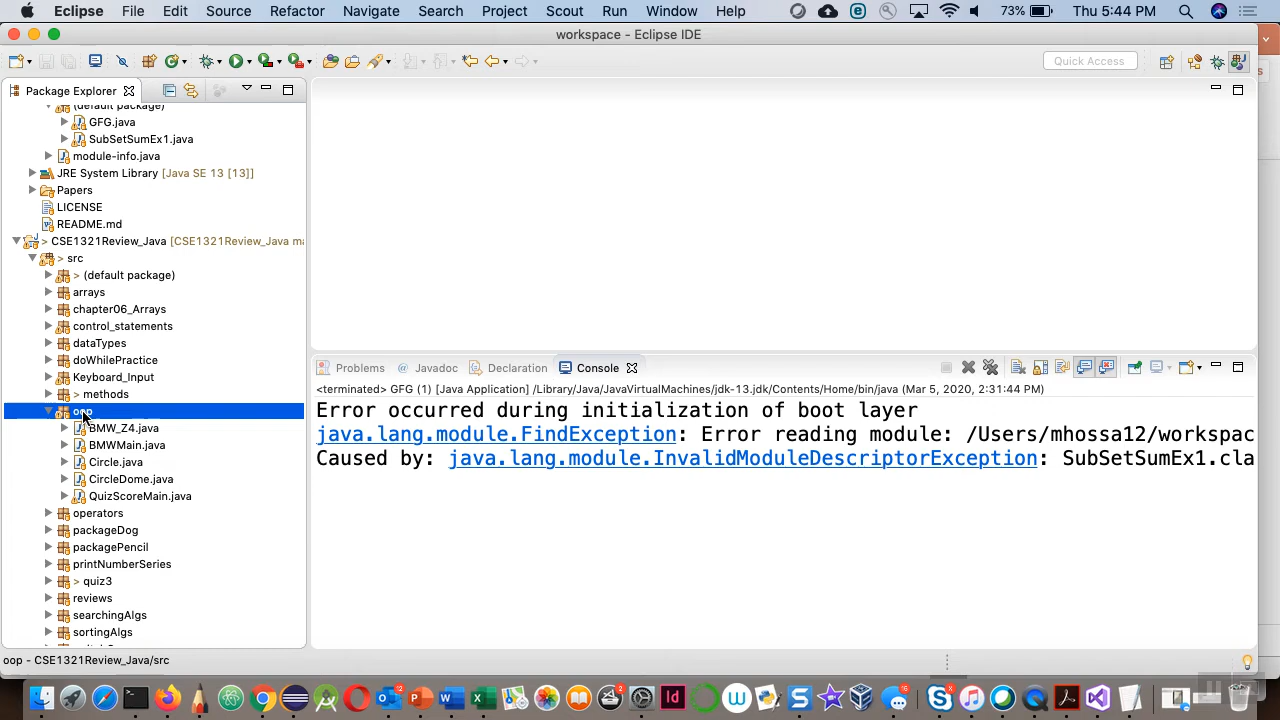 Eclipse File Edit Source Refactor Navigate Search Project Scout Run Window Help 73% Thu 5:44 PM
workspace - Eclipse IDE
Quick Access
Package Explorer
(default package)
GFG.java
SubSetSumEx1.java
module-info.java
JRE System Library [Java SE 13 [13]]
Papers
LICENSE
README.md
> CSE1321Review_Java [CSE1321Review_Java ma
> src
> (default package)
arrays
chapter06_Arrays
control_statements
dataTypes
doWhilePractice
Keyboard_Input
> methods
oop
BMW_Z4.java
BMWMain.java
Circle.java
CircleDome.java
QuizScoreMain.java
operators
packageDog
packagePencil
printNumberSeries
> quiz3
reviews
searchingAlgs
sortingAlgs
Problems Javadoc Declaration Console
<terminated> GFG (1) [Java Application] /Library/Java/JavaVirtualMachines/jdk-13.jdk/Contents/Home/bin/java (Mar 5, 2020, 2:31:44 PM)
Error occurred during initialization of boot layer
java.lang.module.FindException: Error reading module: /Users/mhossa12/workspac
Caused by: java.lang.module.InvalidModuleDescriptorException: SubSetSumEx1.cla
oop - CSE1321Review_Java/src